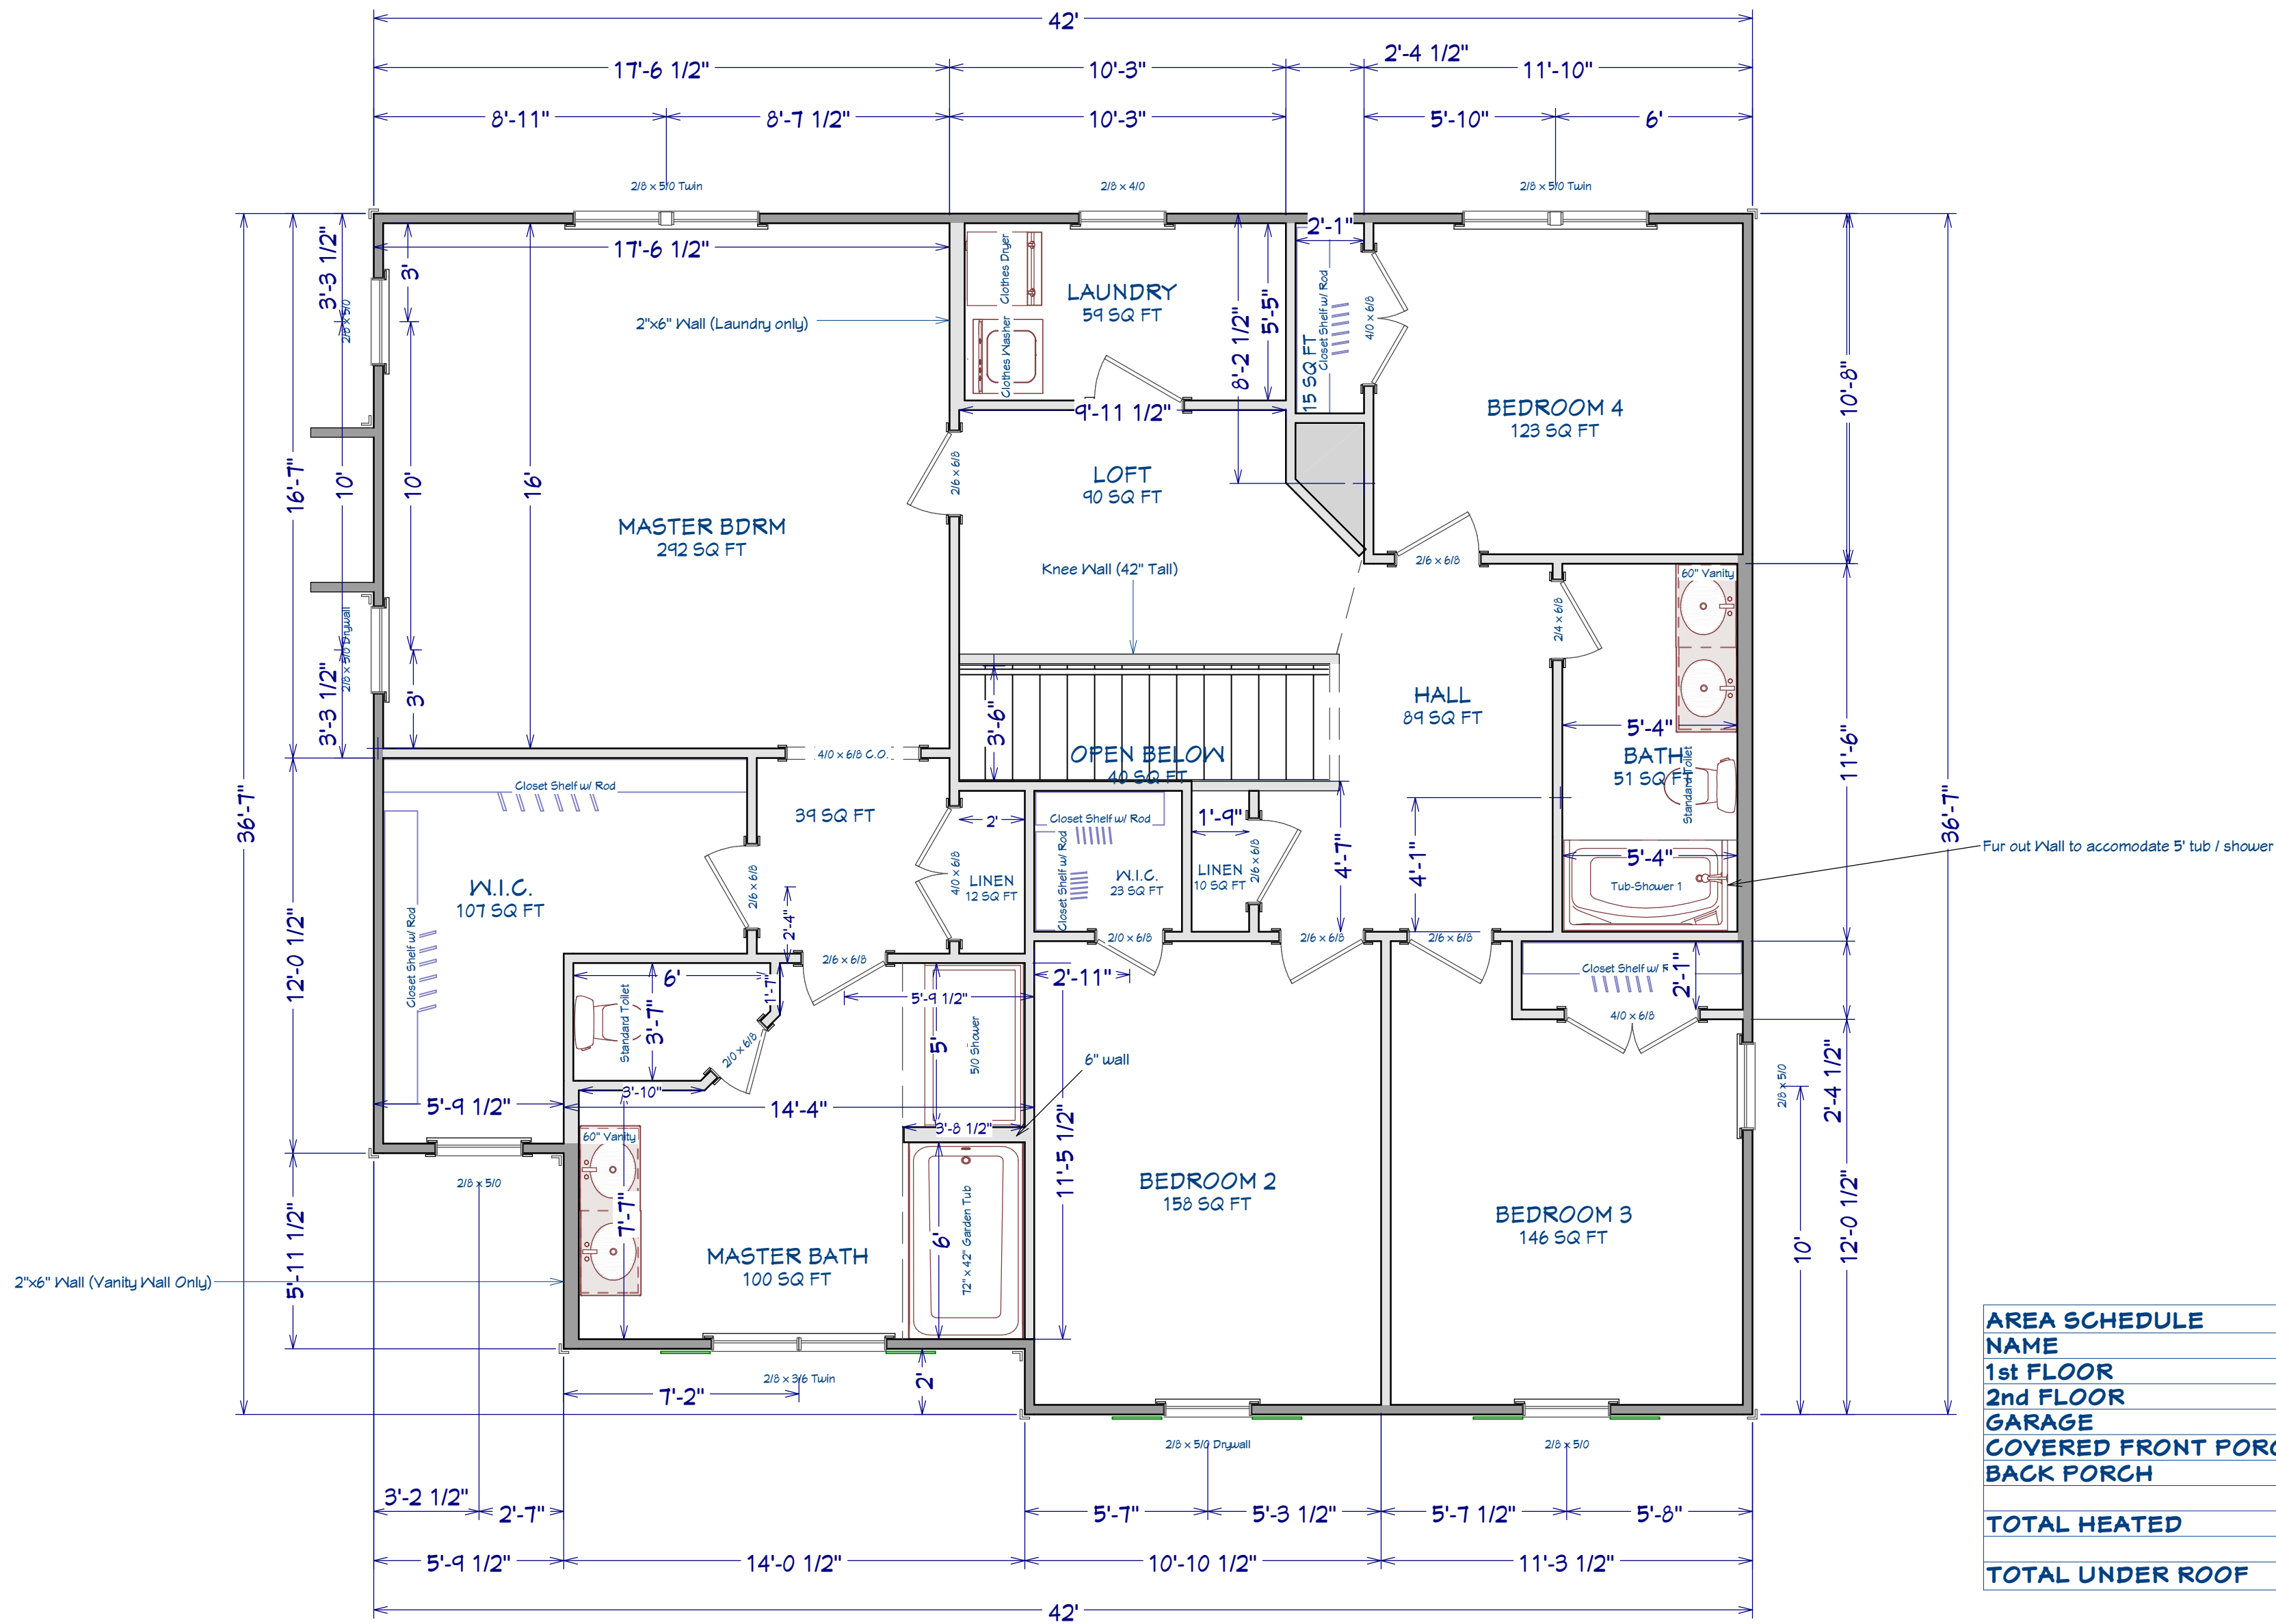 42'
2'-4 1/2"
17'-6 1/2"
10'-3"
11'-10"
8'-11"
8'-7 1/2"
10'-3"
5'-10"
6'
2/8 x 5/0 Twin
2/8 x 4/0
2/8 x 5/0 Twin
17'-6 1/2"
2'-1"
3'-3 1/2"
3'
2/8 x 5/0
Clothes Dryer
LAUNDRY
59 SQ FT
2"x6" Wall (Laundry only)
Clothes Washer
8'-2 1/2"
5'-5"
Closet Shelf w/ Rod
15 SQ FT
4/0 x 6/8
9'-11 1/2"
BEDROOM 4
123 SQ FT
10'-8"
16'-7"
10'
10'
16'
2/6 x 6/8
LOFT
90 SQ FT
MASTER BDRM
292 SQ FT
Knee Wall (42" Tall)
2/6 x 6/8
60" Vanity
2/4 x 6/8
2/8 x 5/0 Drywall
3'-3 1/2"
3'
3'-6"
HALL
89 SQ FT
5'-4"
OPEN BELOW
40 SQ FT
BATH
51 SQ FT
Standard Toilet
11'-6"
4/0 x 6/8 C.O.
36'-7"
36'-7"
Closet Shelf w/ Rod
39 SQ FT
2'
Closet Shelf w/ Rod
1'-9"
Fur out Wall to accomodate 5' tub / shower
4'-7"
4'-1"
5'-4"
Tub-Shower 1
W.I.C.
107 SQ FT
2/6 x 6/8
4/0 x 6/8
LINEN
12 SQ FT
Closet Shelf w/ Rod
W.I.C.
23 SQ FT
LINEN
10 SQ FT
2/6 x 6/8
12'-0 1/2"
Closet Shelf w/ Rod
2'-4"
2/6 x 6/8
2/0 x 6/8
2/6 x 6/8
2/6 x 6/8
6'
1'-7"
5'-9 1/2"
2'-11"
Closet Shelf w/ R
2'-1"
Standard Toilet
3'-7"
2/0 x 6/8
5'
5/0 Shower
6" wall
4/0 x 6/8
2'-4 1/2"
2/8 x 5/0
3'-10"
5'-9 1/2"
14'-4"
3'-8 1/2"
11'-5 1/2"
60" Vanity
2/8 x 5/0
7'-7"
6'
72" x 42" Garden Tub
BEDROOM 2
158 SQ FT
BEDROOM 3
146 SQ FT
10'
12'-0 1/2"
5'-11 1/2"
MASTER BATH
100 SQ FT
2"x6" Wall (Vanity Wall Only)
2/8 x 3/6 Twin
7'-2"
2'
2/8 x 5/0 Drywall
2/8 x 5/0
3'-2 1/2"
2'-7"
5'-7"
5'-3 1/2"
5'-7 1/2"
5'-8"
5'-9 1/2"
14'-0 1/2"
10'-10 1/2"
11'-3 1/2"
42'
AREA SCHEDULE
NAME
1st FLOOR
2nd FLOOR
GARAGE
COVERED FRONT PORC
BACK PORCH
TOTAL HEATED
TOTAL UNDER ROOF